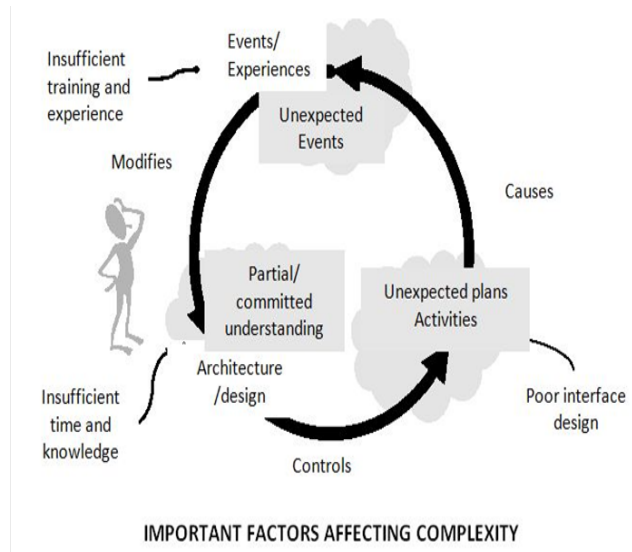 Events/
Experiences
Insufficient
training and
experience
Unexpected
Events
Modifies
Causes
Partial/
committed
understanding
Unexpected plans
Activities
Architecture
/design
Insufficient
time and
knowledge
Poor interface
design
Controls
IMPORTANT FACTORS AFFECTING COMPLEXITY